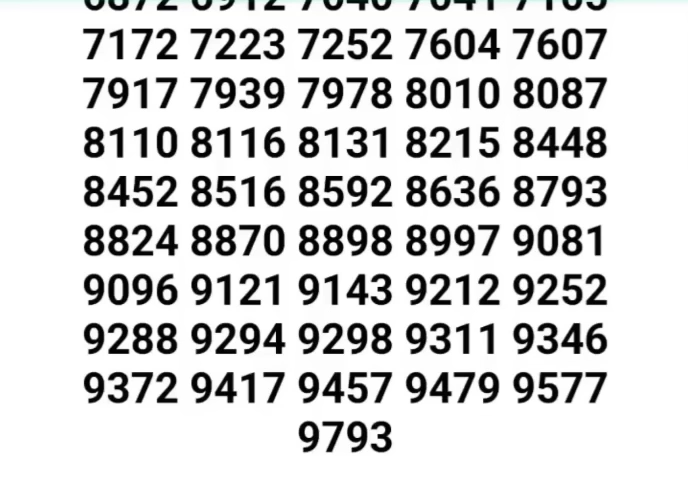 7172 7223 7252 7604 7607
7917 7939 7978 8010 8087
8110 8116 8131 8215 8448
8452 8516 8592 8636 8793
8824 8870 8898 8997 9081
9096 9121 9143 9212 9252
9288 9294 9298 9311 9346
9372 9417 9457 9479 9577
9793